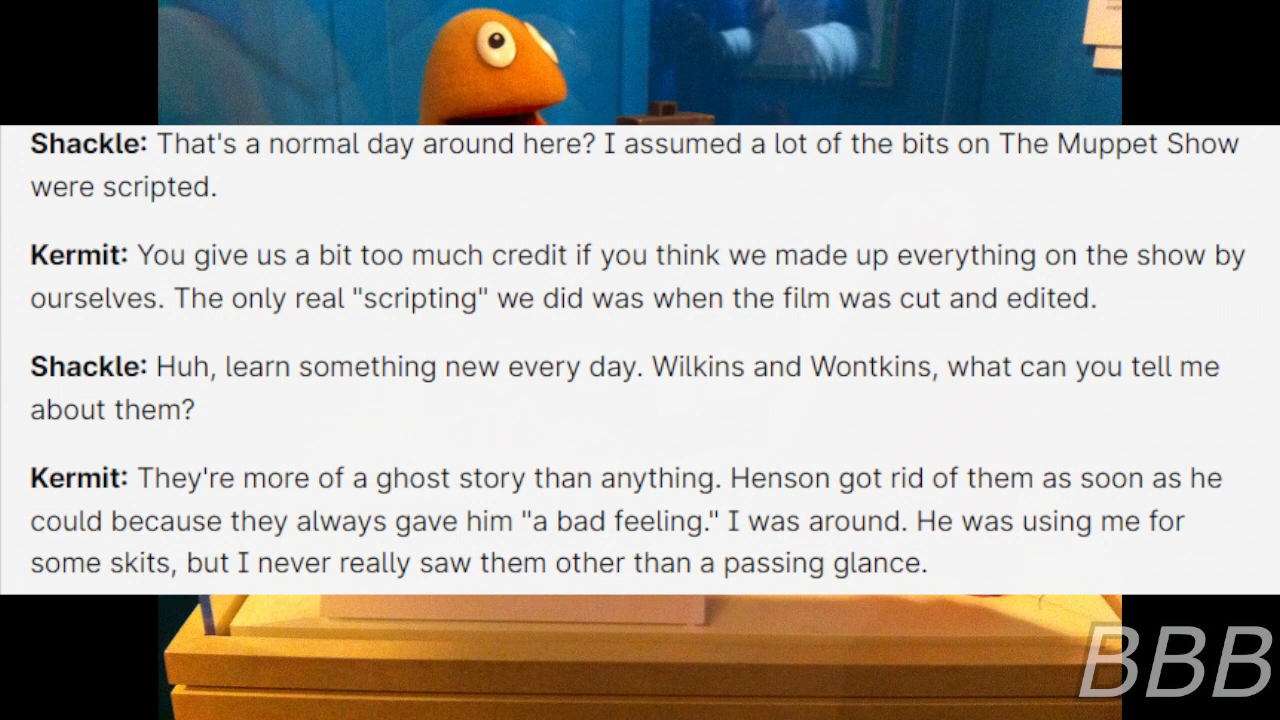 Shackle: That's a normal day around here? I assumed a lot of the bits on The Muppet Show
were scripted.
Kermit: You give us a bit too much credit if you think we made up everything on the show by
ourselves. The only real "scripting" we did was when the film was cut and edited.
Shackle: Huh, learn something new every day. Wilkins and Wontkins, what can you tell me
about them?
Kermit: They're more of a ghost story than anything. Henson got rid of them as soon as he
could because they always gave him "a bad feeling." I was around. He was using me for
some skits, but I never really saw them other than a passing glance.
BBB